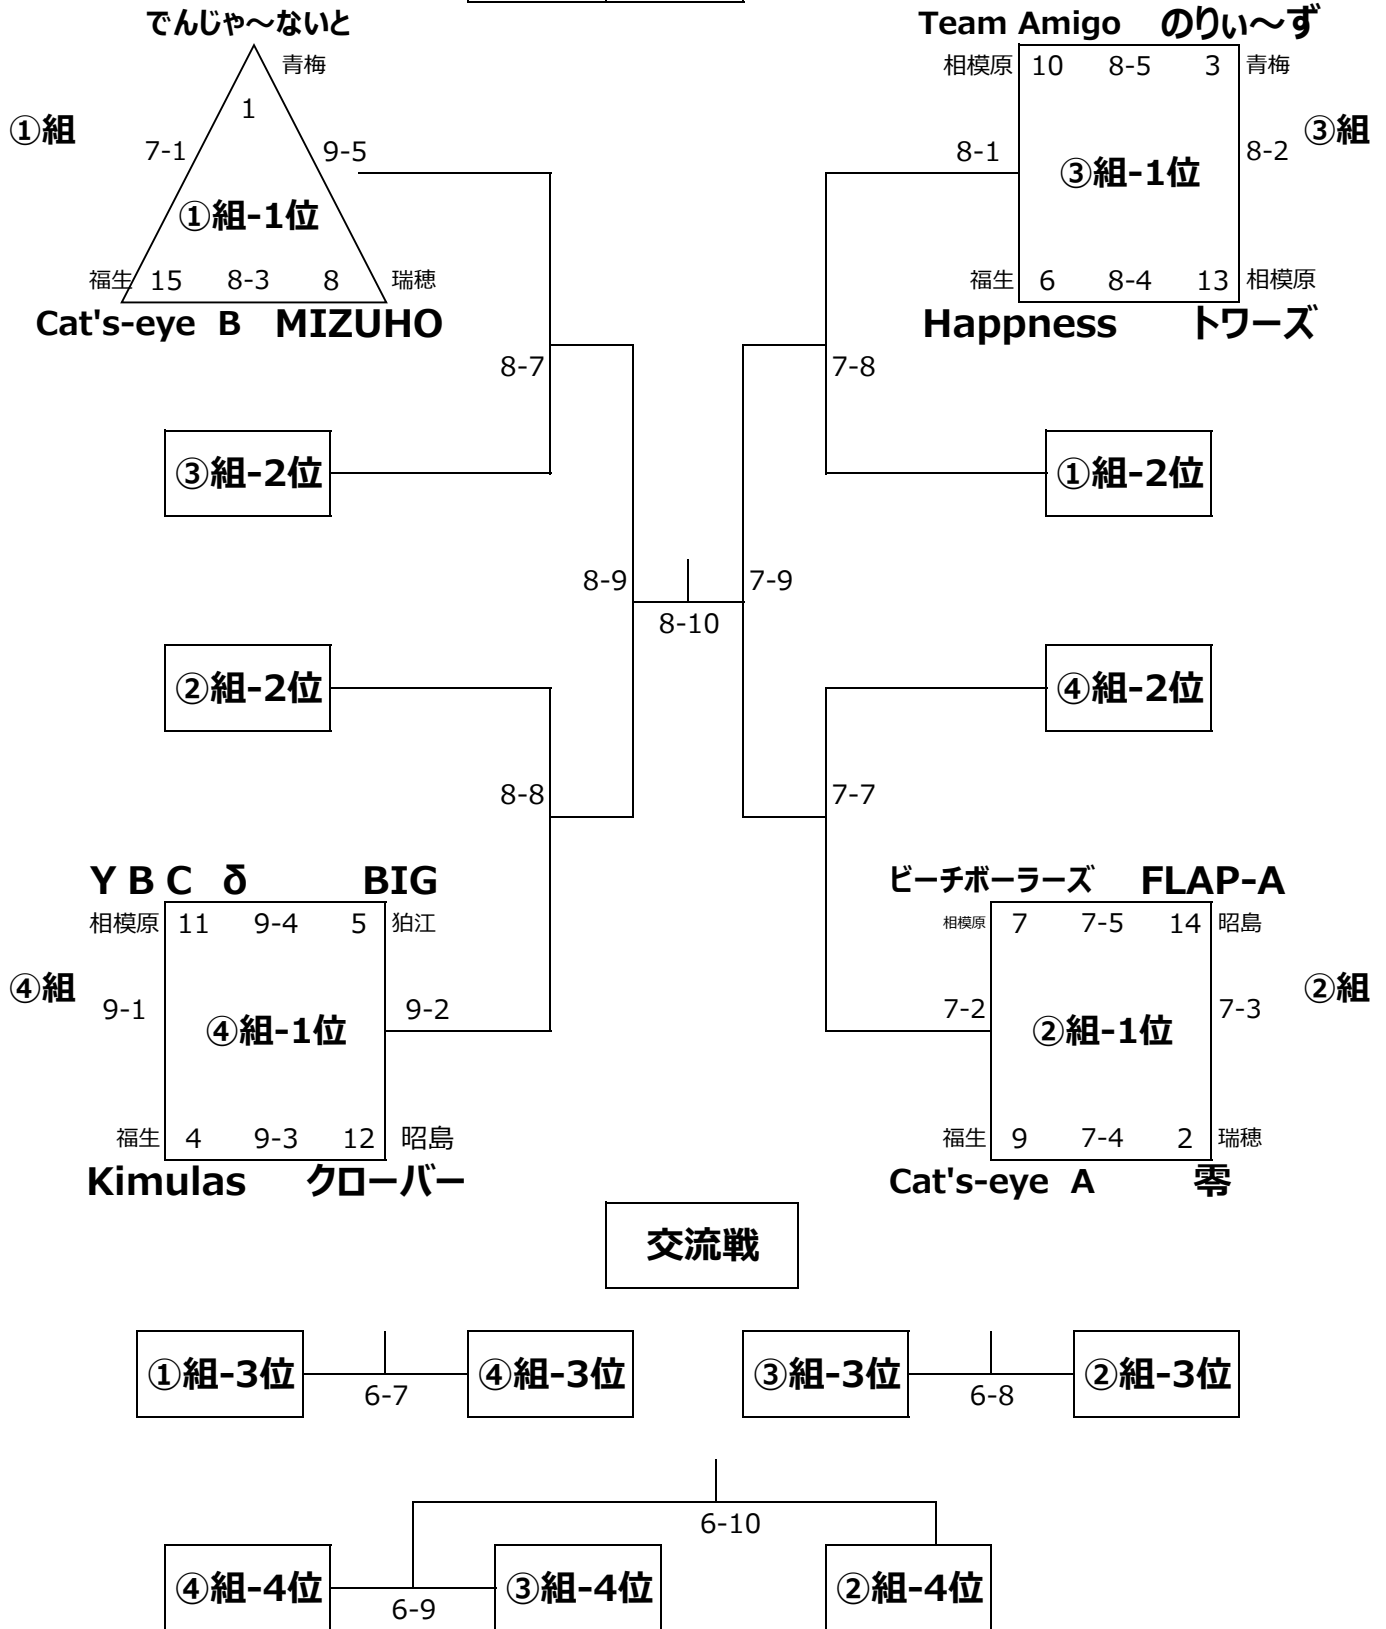 でんじゃ～ないと
Team Amigo のりぃ～ず
青梅
相模原 10 8-5 3 青梅
1
①組
③組
7-1 9-5
8-1 ③組-1位 8-2
①組-1位
福生 15 8-3 8 瑞穂
福生 6 8-4 13 相模原
Cat's-eye B MIZUHO
Happness トワーズ
8-7 7-8
③組-2位 ①組-2位
8-9 7-9
8-10
②組-2位 ④組-2位
8-8 7-7
Y B C δ BIG
ビーチボーラーズ FLAP-A
相模原 11 9-4 5 狛江
相模原 7 7-5 14 昭島
④組 ②組
9-1 ④組-1位 9-2
7-2 ②組-1位 7-3
福生 4 9-3 12 昭島
福生 9 7-4 2 瑞穂
Kimulas クローバー
Cat's-eye A 零
交流戦
①組-3位 6-7 ④組-3位
③組-3位 6-8 ②組-3位
6-10
④組-4位 6-9 ③組-4位 ②組-4位